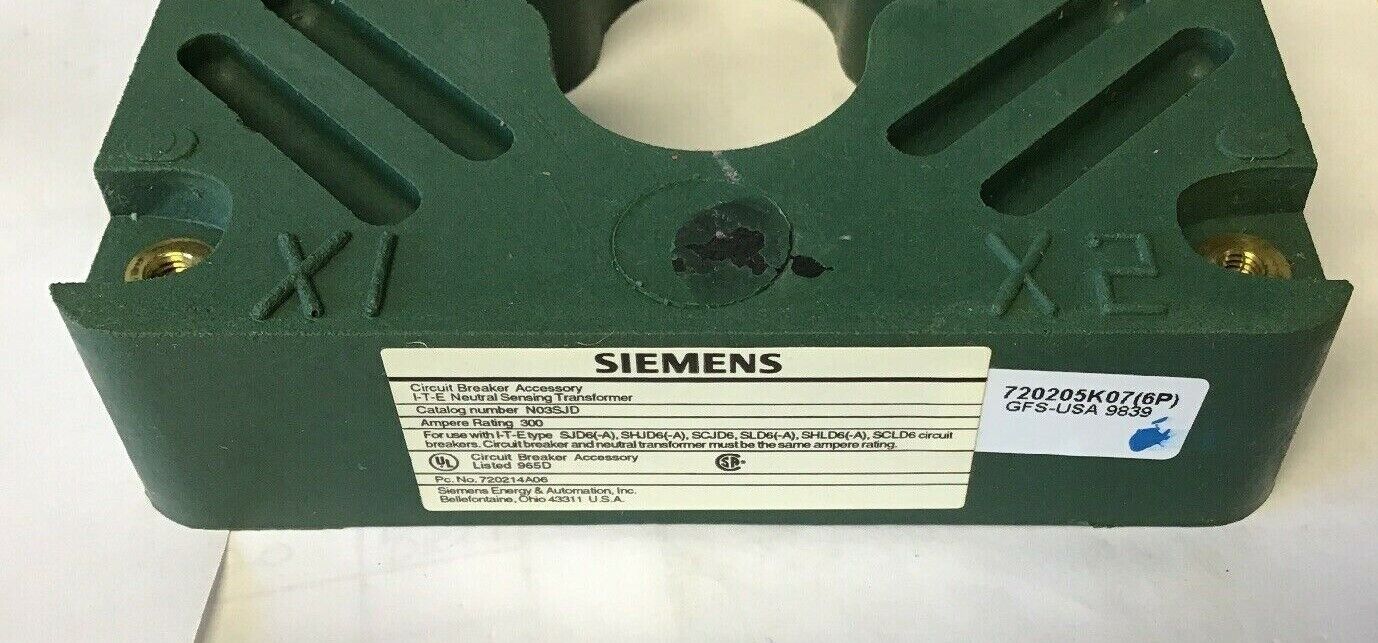 X1
X2
SIEMENS
Circuit Breaker Accessory
I-T-E Neutral Sensing Transformer
Catalog number N03SJD
Ampere Rating 300
For use with I-T-E type SJD6(-A), SHJD6(-A), SCJD6, SLD6(-A), SHLD6(-A), SCLD6 circuit
breakers. Circuit breaker and neutral transformer must be the same ampere rating.
UL Circuit Breaker Accessory
Listed 965D
SA
Pc. No. 720214A06
Siemens Energy & Automation, Inc.
Bellefontaine, Ohio 43311 U.S.A.
720205K07(6P)
GFS-USA 9839